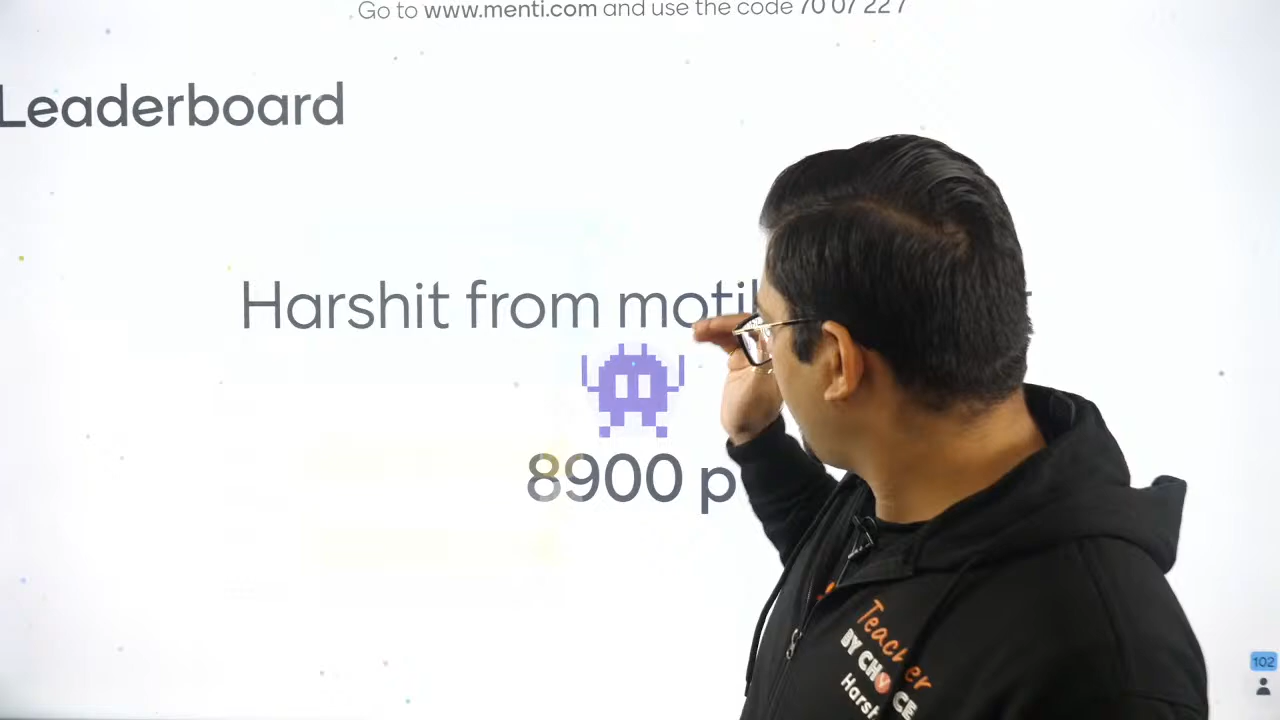 Go to www.menti.com and use the code 70 07 22 7
Leaderboard
Harshit from moti
8900 p
Teacher
BY CHOICE
Harsh
102